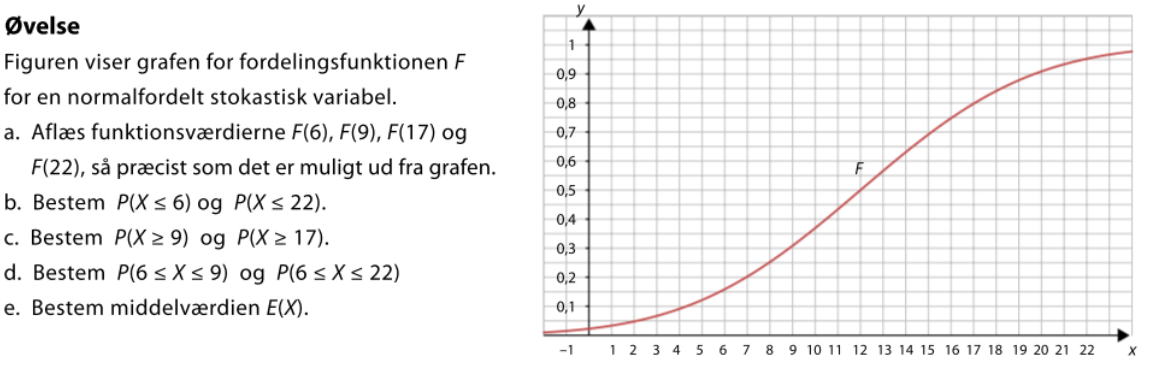 Øvelse
Figuren viser grafen for fordelingsfunktionen F
for en normalfordelt stokastisk variabel.
a. Aflæs funktionsværdierne F(6), F(9), F(17) og
F(22), så præcist som det er muligt ud fra grafen.
b. Bestem P(X ≤ 6) og P(X ≤ 22).
c. Bestem P(X ≥ 9) og P(X ≥ 17).
d. Bestem P(6 ≤ X ≤ 9) og P(6 ≤ X ≤ 22)
e. Bestem middelværdien E(X).
y
1
0,9
0,8
0,7
0,6
F
0,5
0,4
0,3
0,2
0,1
–1 1 2 3 4 5 6 7 8 9 10 11 12 13 14 15 16 17 18 19 20 21 22 x